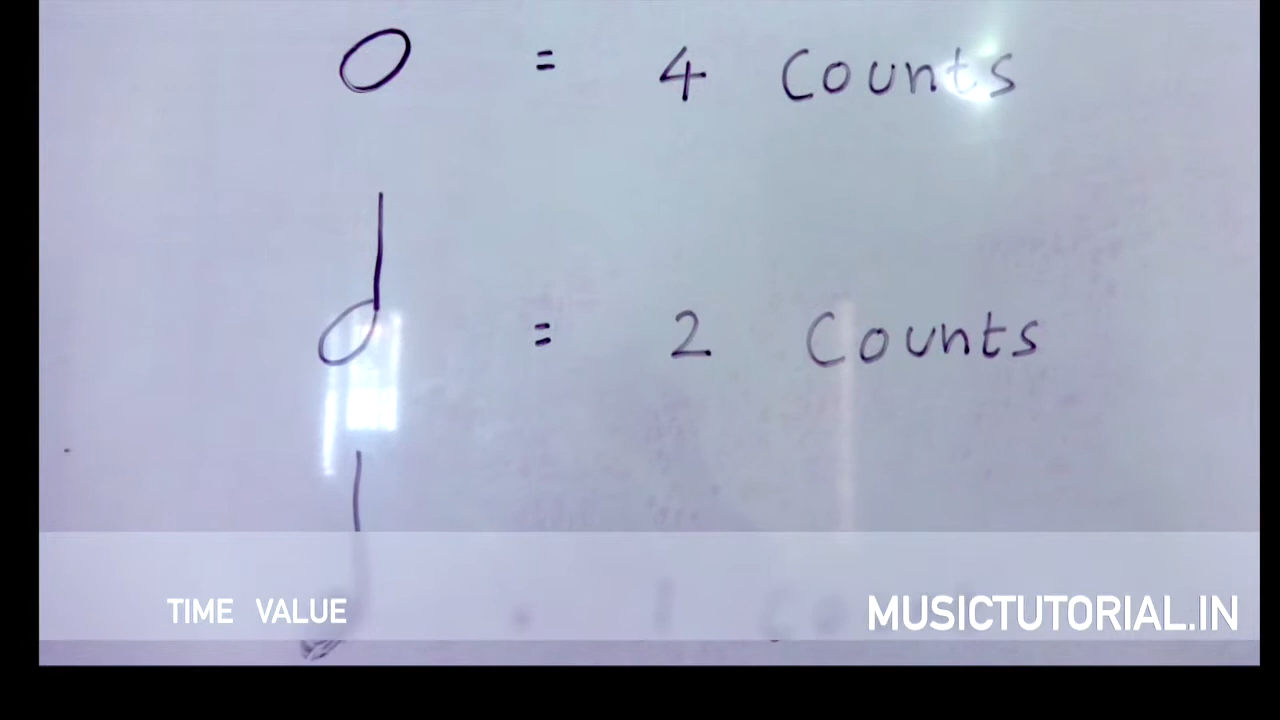 = 4 Counts
= 2 Counts
TIME VALUE
MUSICTUTORIAL.IN